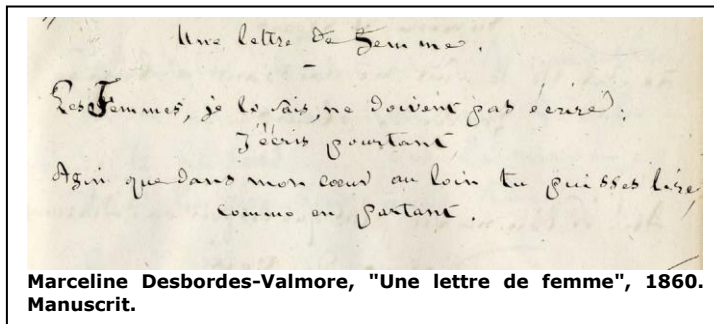 Une lettre de femme.
Les Femmes, je le sais, ne doivent pas écrire;
J'écris pourtant
Afin que dans mon cœur au loin tu puisses lire,
comme en partant.
Marceline Desbordes-Valmore, "Une lettre de femme", 1860.
Manuscrit.